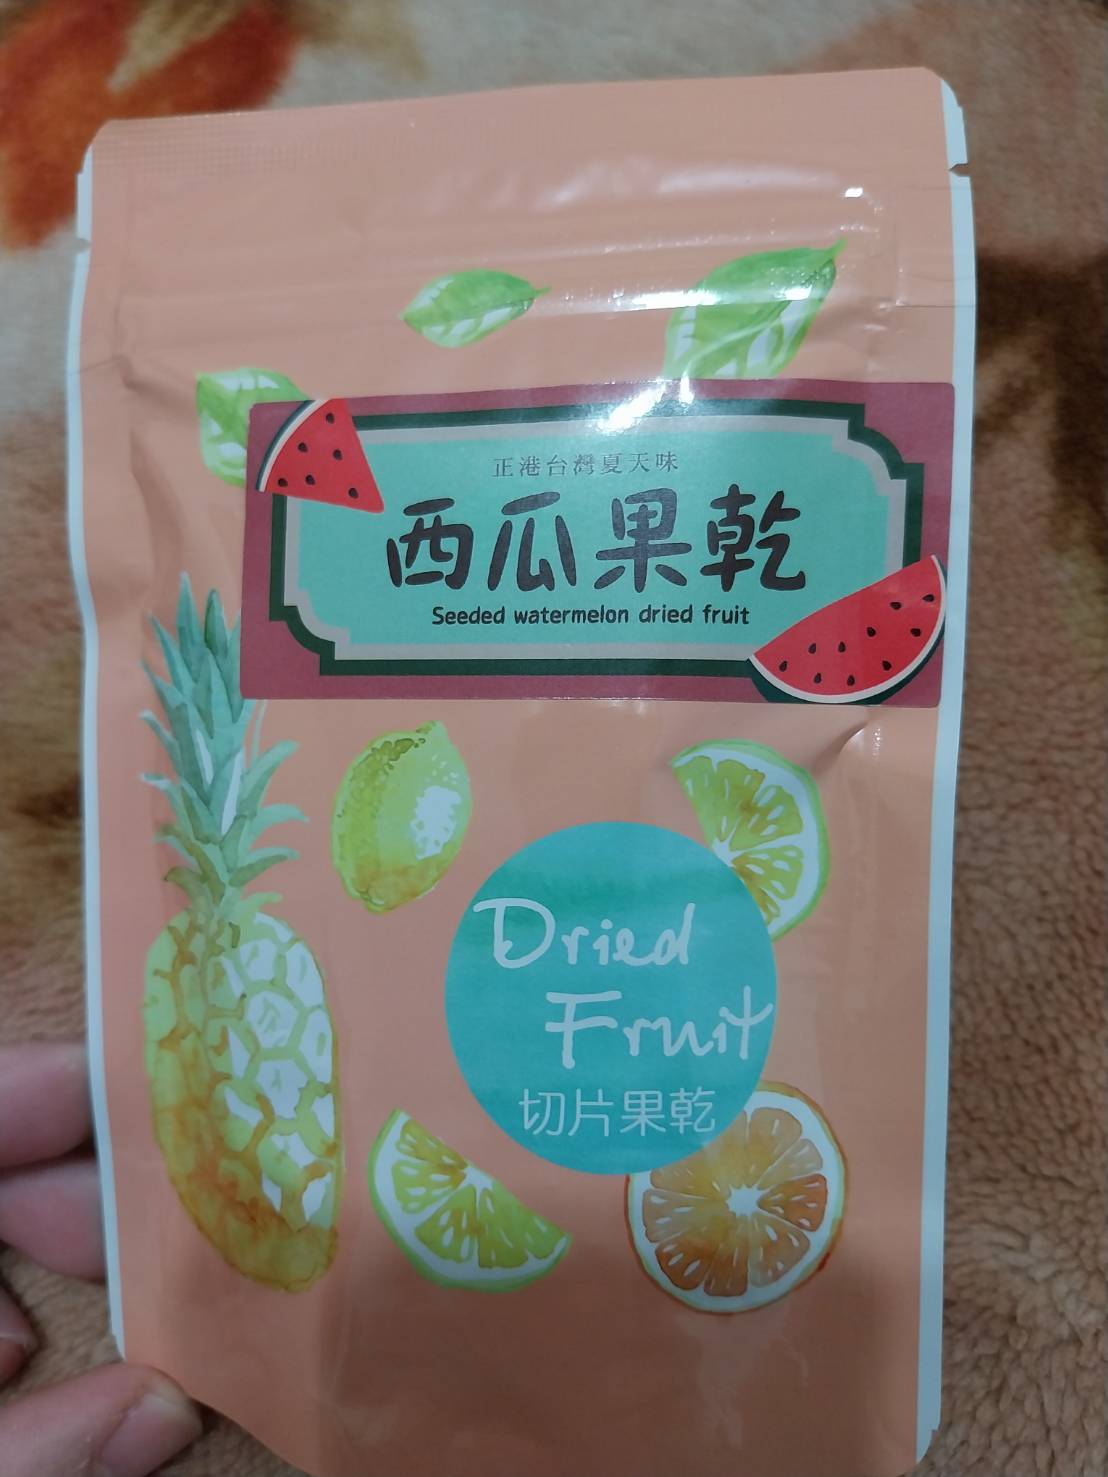 正港台灣夏天味
西瓜果乾
Seeded watermelon dried fruit
Dried
Fruit
切片果乾